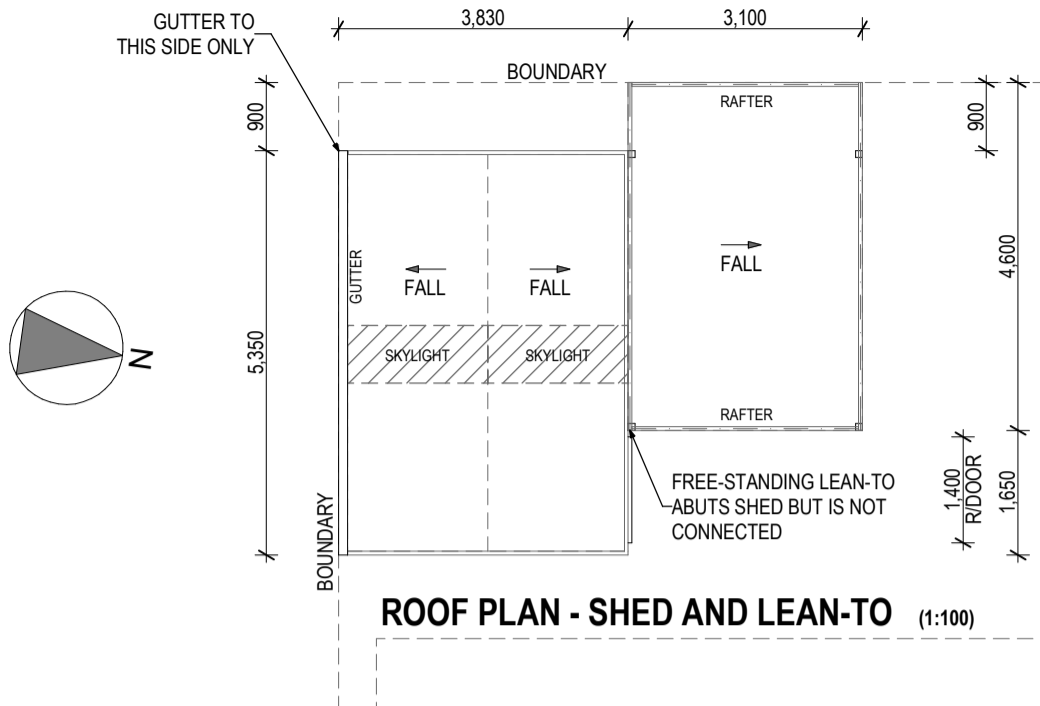 GUTTER TO
THIS SIDE ONLY
3,830
3,100
BOUNDARY
900
RAFTER
900
GUTTER
FALL
FALL
FALL
4,600
5,350
SKYLIGHT
SKYLIGHT
N
RAFTER
FREE-STANDING LEAN-TO
ABUTS SHED BUT IS NOT
CONNECTED
1,400
R/DOOR
1,650
BOUNDARY
ROOF PLAN - SHED AND LEAN-TO (1:100)